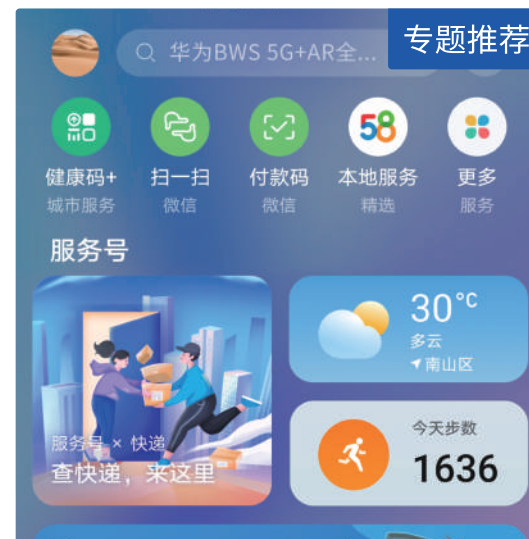 专题推荐
华为BWS 5G+AR全...
健康码+ 扫一扫 付款码 本地服务 更多
城市服务 微信 微信 精选 服务
服务号
服务号 × 快递
查快递，来这里
30°C
多云
南山区
今天步数
1636
58